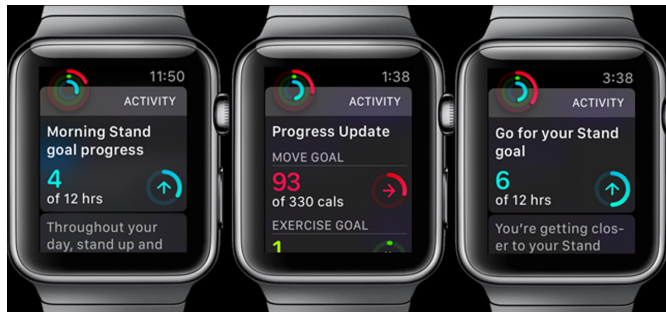 11:50
ACTIVITY
Morning Stand
goal progress
4
of 12 hrs
Throughout your
day, stand up and
1:38
ACTIVITY
Progress Update
MOVE GOAL
93
of 330 cals
EXERCISE GOAL
1
3:38
ACTIVITY
Go for your Stand
goal
6
of 12 hrs
You're getting clos-
er to your Stand